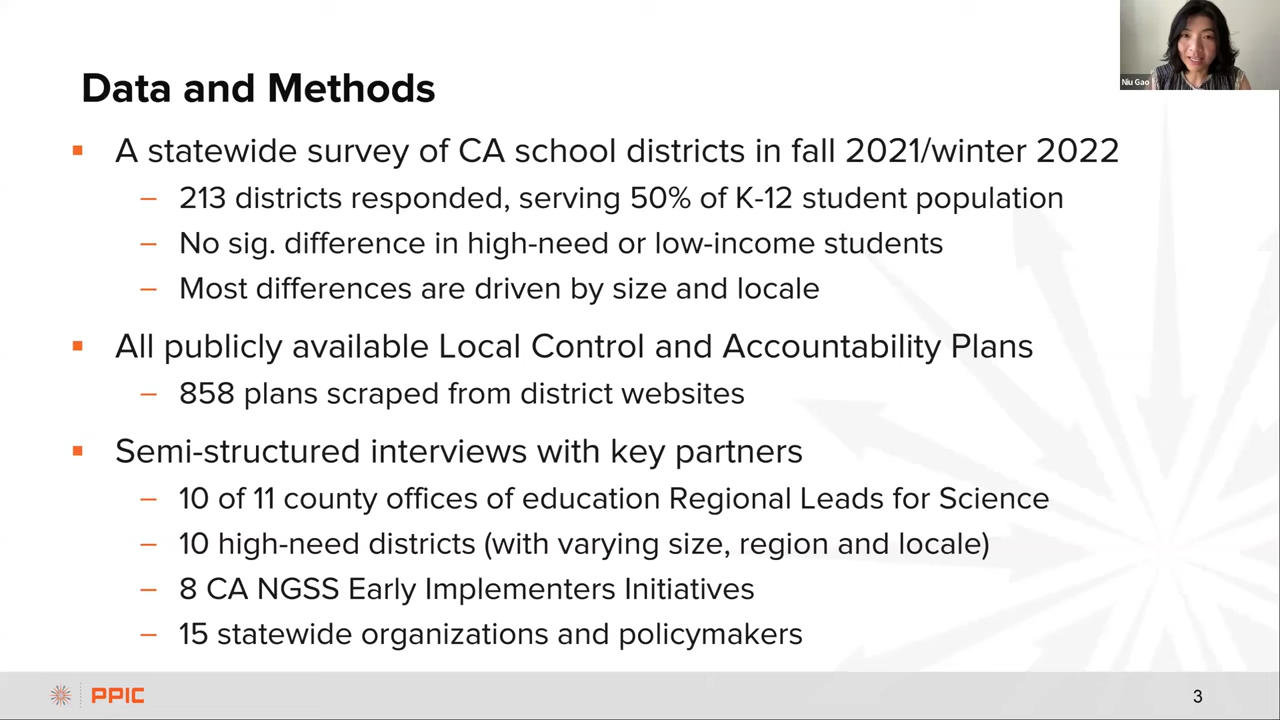 Niu Gao
Data and Methods
▪ A statewide survey of CA school districts in fall 2021/winter 2022
– 213 districts responded, serving 50% of K-12 student population
– No sig. difference in high-need or low-income students
– Most differences are driven by size and locale
▪ All publicly available Local Control and Accountability Plans
– 858 plans scraped from district websites
▪ Semi-structured interviews with key partners
– 10 of 11 county offices of education Regional Leads for Science
– 10 high-need districts (with varying size, region and locale)
– 8 CA NGSS Early Implementers Initiatives
– 15 statewide organizations and policymakers
PPIC
3